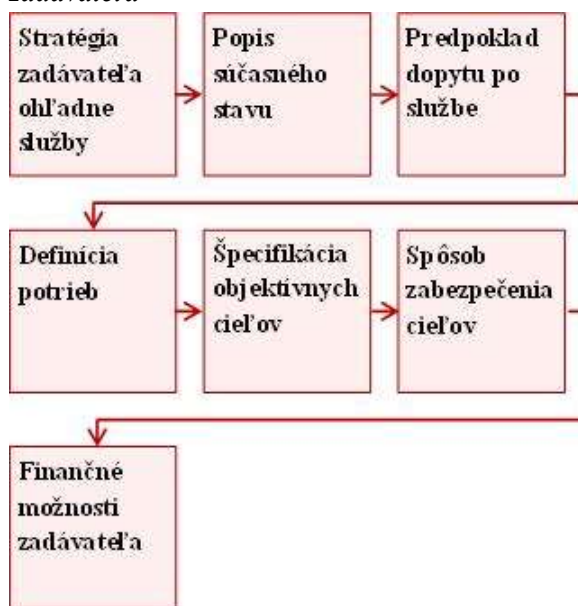 Stratégia
zadávateľa
ohľadne
služby
Popis
súčasného
stavu
Predpoklad
dopytu po
službe
Definícia
potrieb
Špecifikácia
objektívnych
cieľov
Spôsob
zabezpečenia
cieľov
Finančné
možnosti
zadávateľa